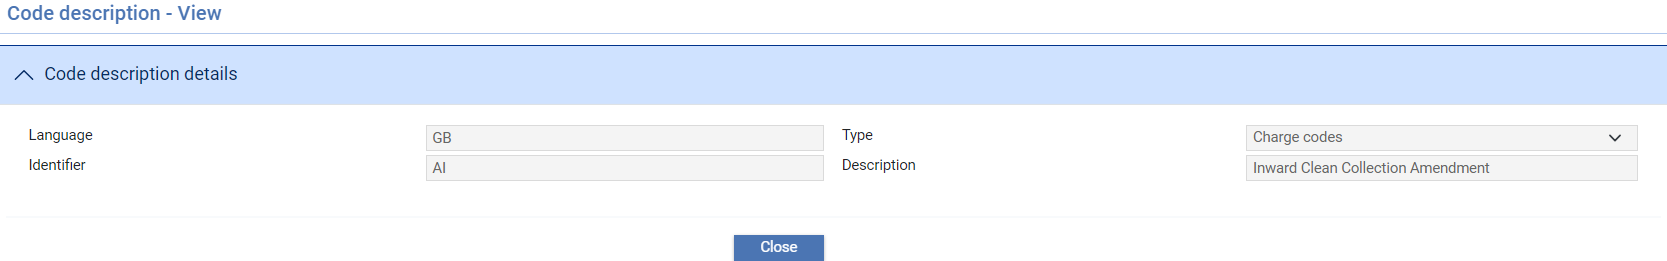 Code description - View
Code description details
Language GB Type Charge codes
Identifier AI Description Inward Clean Collection Amendment
Close